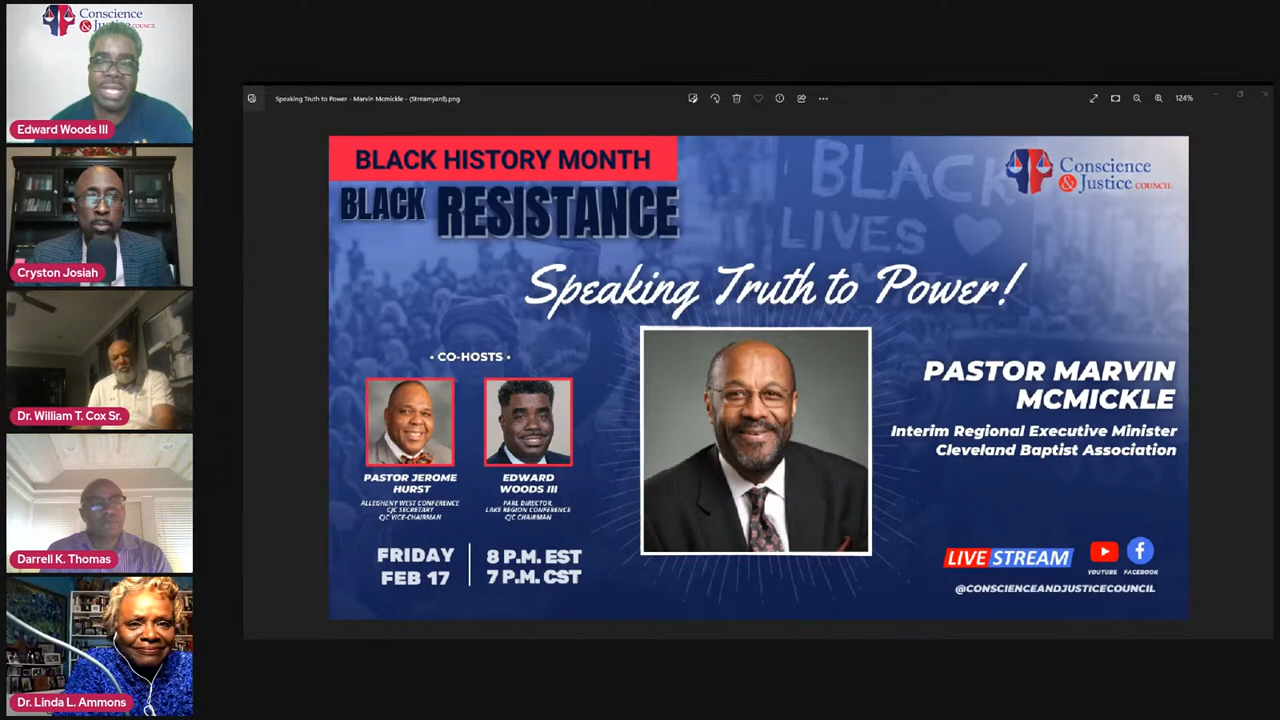 Conscience
& Justice COUNCIL
Edward Woods III
Cryston Josiah
Dr. William T. Cox Sr.
Darrell K. Thomas
Dr. Linda L. Ammons
Speaking Truth to Power - Marvin Mcmickle - (Streamyard).png
124%
BLACK HISTORY MONTH
BLACK RESISTANCE
BLACK
LIVES
Conscience
& Justice COUNCIL
Speaking Truth to Power!
• CO-HOSTS •
PASTOR JEROME
HURST
ALLEGHENY WEST CONFERENCE
CJC SECRETARY
CJC VICE-CHAIRMAN
EDWARD
WOODS III
PARL DIRECTOR,
LAKE REGION CONFERENCE
CJC CHAIRMAN
PASTOR MARVIN
MCMICKLE
Interim Regional Executive Minister
Cleveland Baptist Association
FRIDAY
FEB 17
8 P.M. EST
7 P.M. CST
LIVE STREAM
YOUTUBE
FACEBOOK
@CONSCIENCEANDJUSTICECOUNCIL